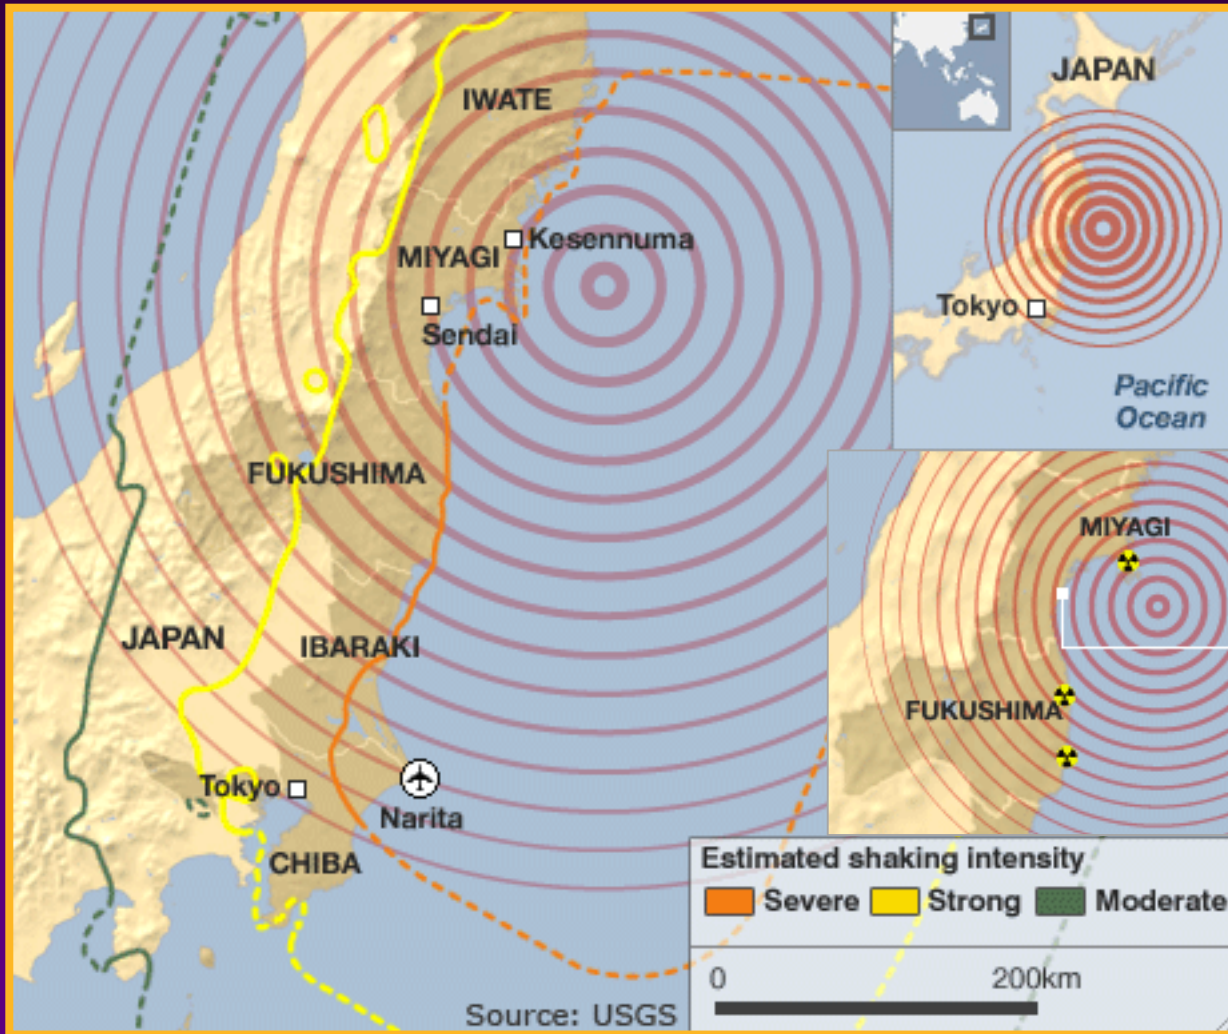 IWATE
JAPAN
Kesennuma
MIYAGI
Sendai
Tokyo
Pacific
Ocean
FUKUSHIMA
MIYAGI
JAPAN
IBARAKI
FUKUSHIMA
Tokyo
Narita
CHIBA
Estimated shaking intensity
Severe Strong Moderate
0 200km
Source: USGS